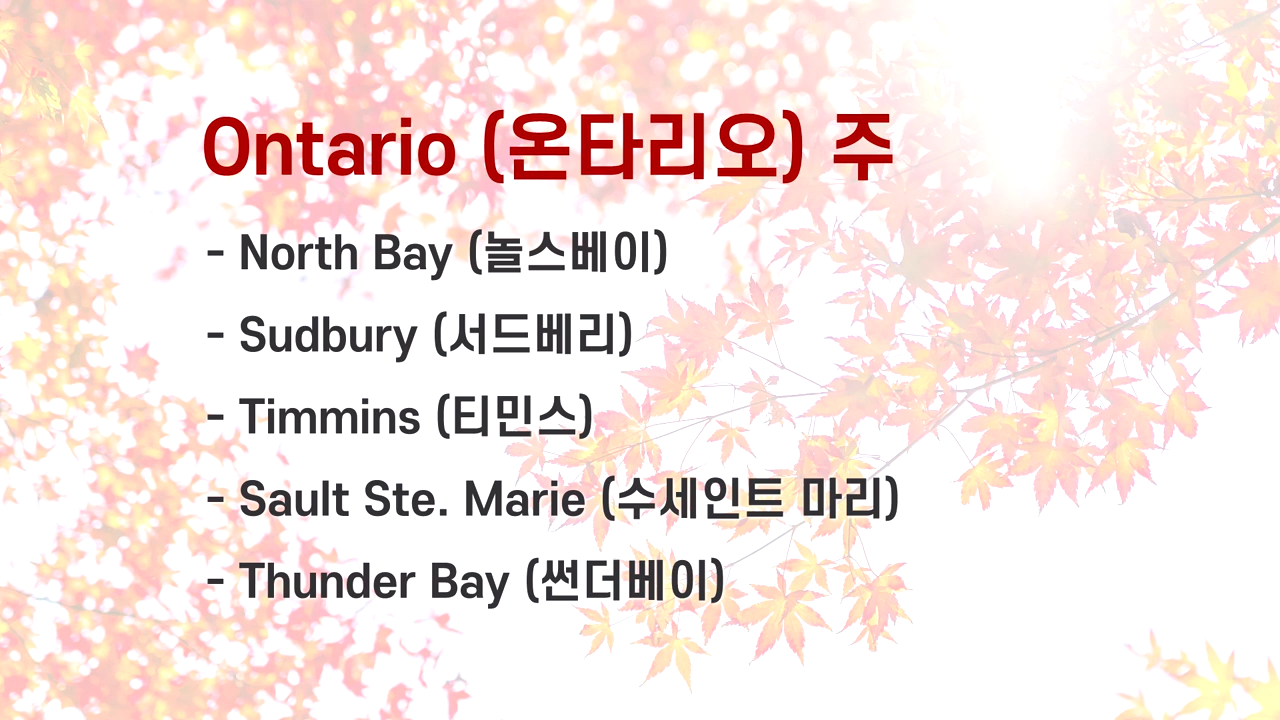 Ontario (온타리오) 주
- North Bay (놀스베이)
- Sudbury (서드베리)
- Timmins (티민스)
- Sault Ste. Marie (수세인트 마리)
- Thunder Bay (썬더베이)